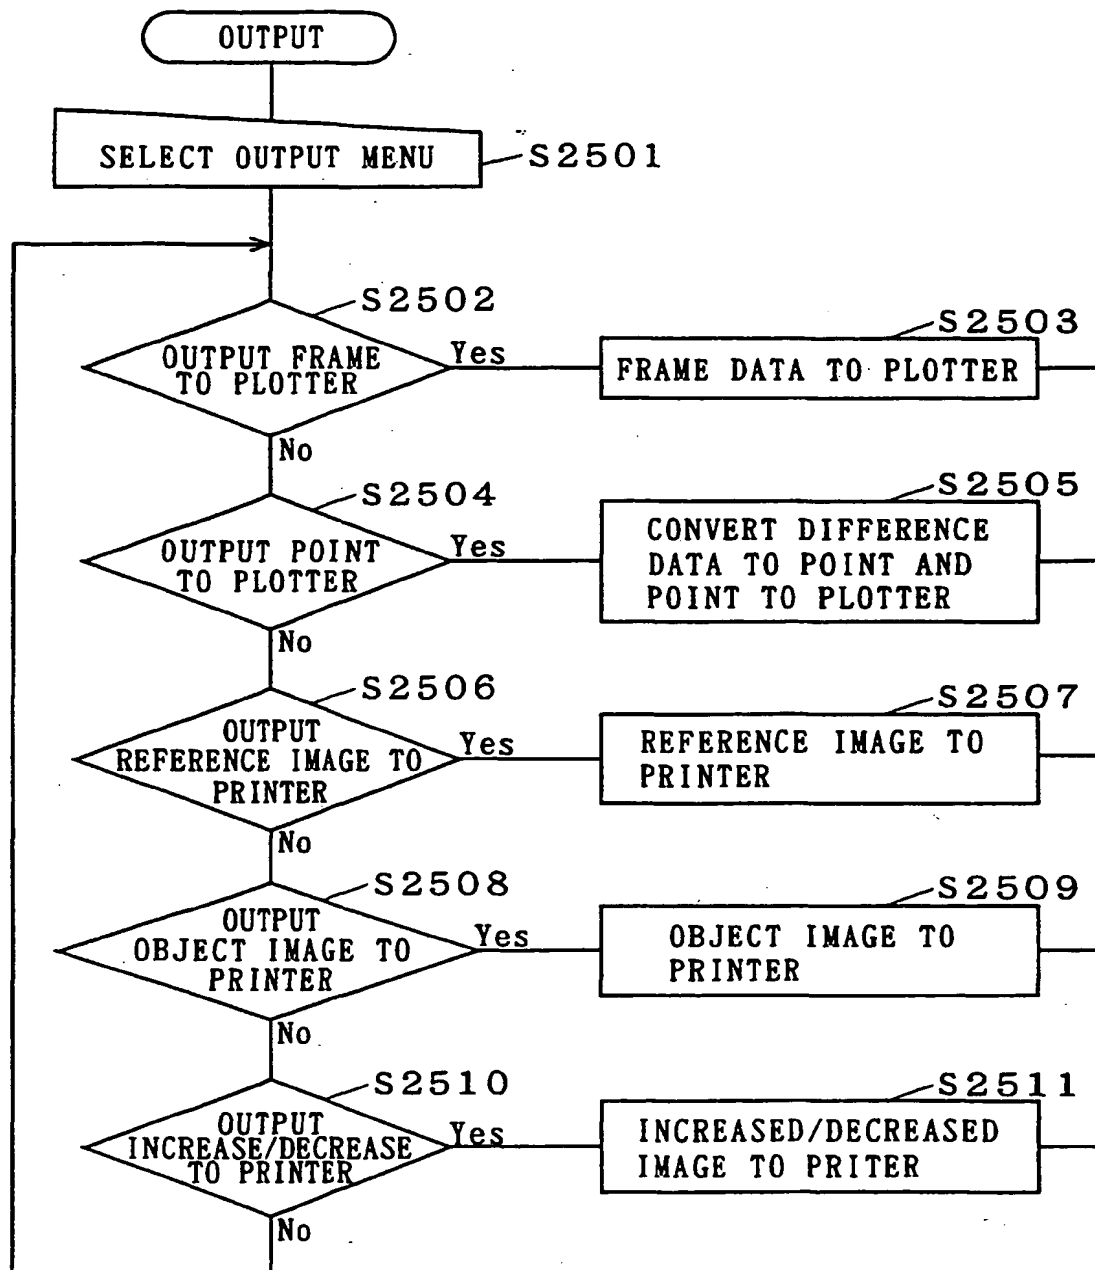 OUTPUT
SELECT OUTPUT MENU
S2501
S2502
OUTPUT FRAME
TO PLOTTER
Yes
No
S2503
FRAME DATA TO PLOTTER
S2504
OUTPUT POINT
TO PLOTTER
Yes
No
S2505
CONVERT DIFFERENCE
DATA TO POINT AND
POINT TO PLOTTER
S2506
OUTPUT
REFERENCE IMAGE TO
PRINTER
Yes
No
S2507
REFERENCE IMAGE TO
PRINTER
S2508
OUTPUT
OBJECT IMAGE TO
PRINTER
Yes
No
S2509
OBJECT IMAGE TO
PRINTER
S2510
OUTPUT
INCREASE/DECREASE
TO PRINTER
Yes
No
S2511
INCREASED/DECREASED
IMAGE TO PRITER